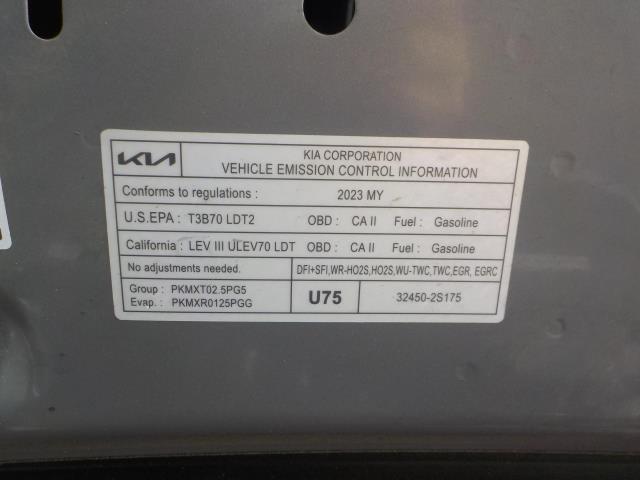 KIA
KIA CORPORATION
VEHICLE EMISSION CONTROL INFORMATION
Conforms to regulations : 2023 MY
U.S.EPA : T3B70 LDT2 OBD : CA II Fuel : Gasoline
California : LEV III ULEV70 LDT OBD : CA II Fuel : Gasoline
No adjustments needed. DFI+SFI,WR-HO2S,HO2S,WU-TWC,TWC,EGR, EGRC
Group : PKMXT02.5PG5
Evap. : PKMXR0125PGG
U75
32450-2S175